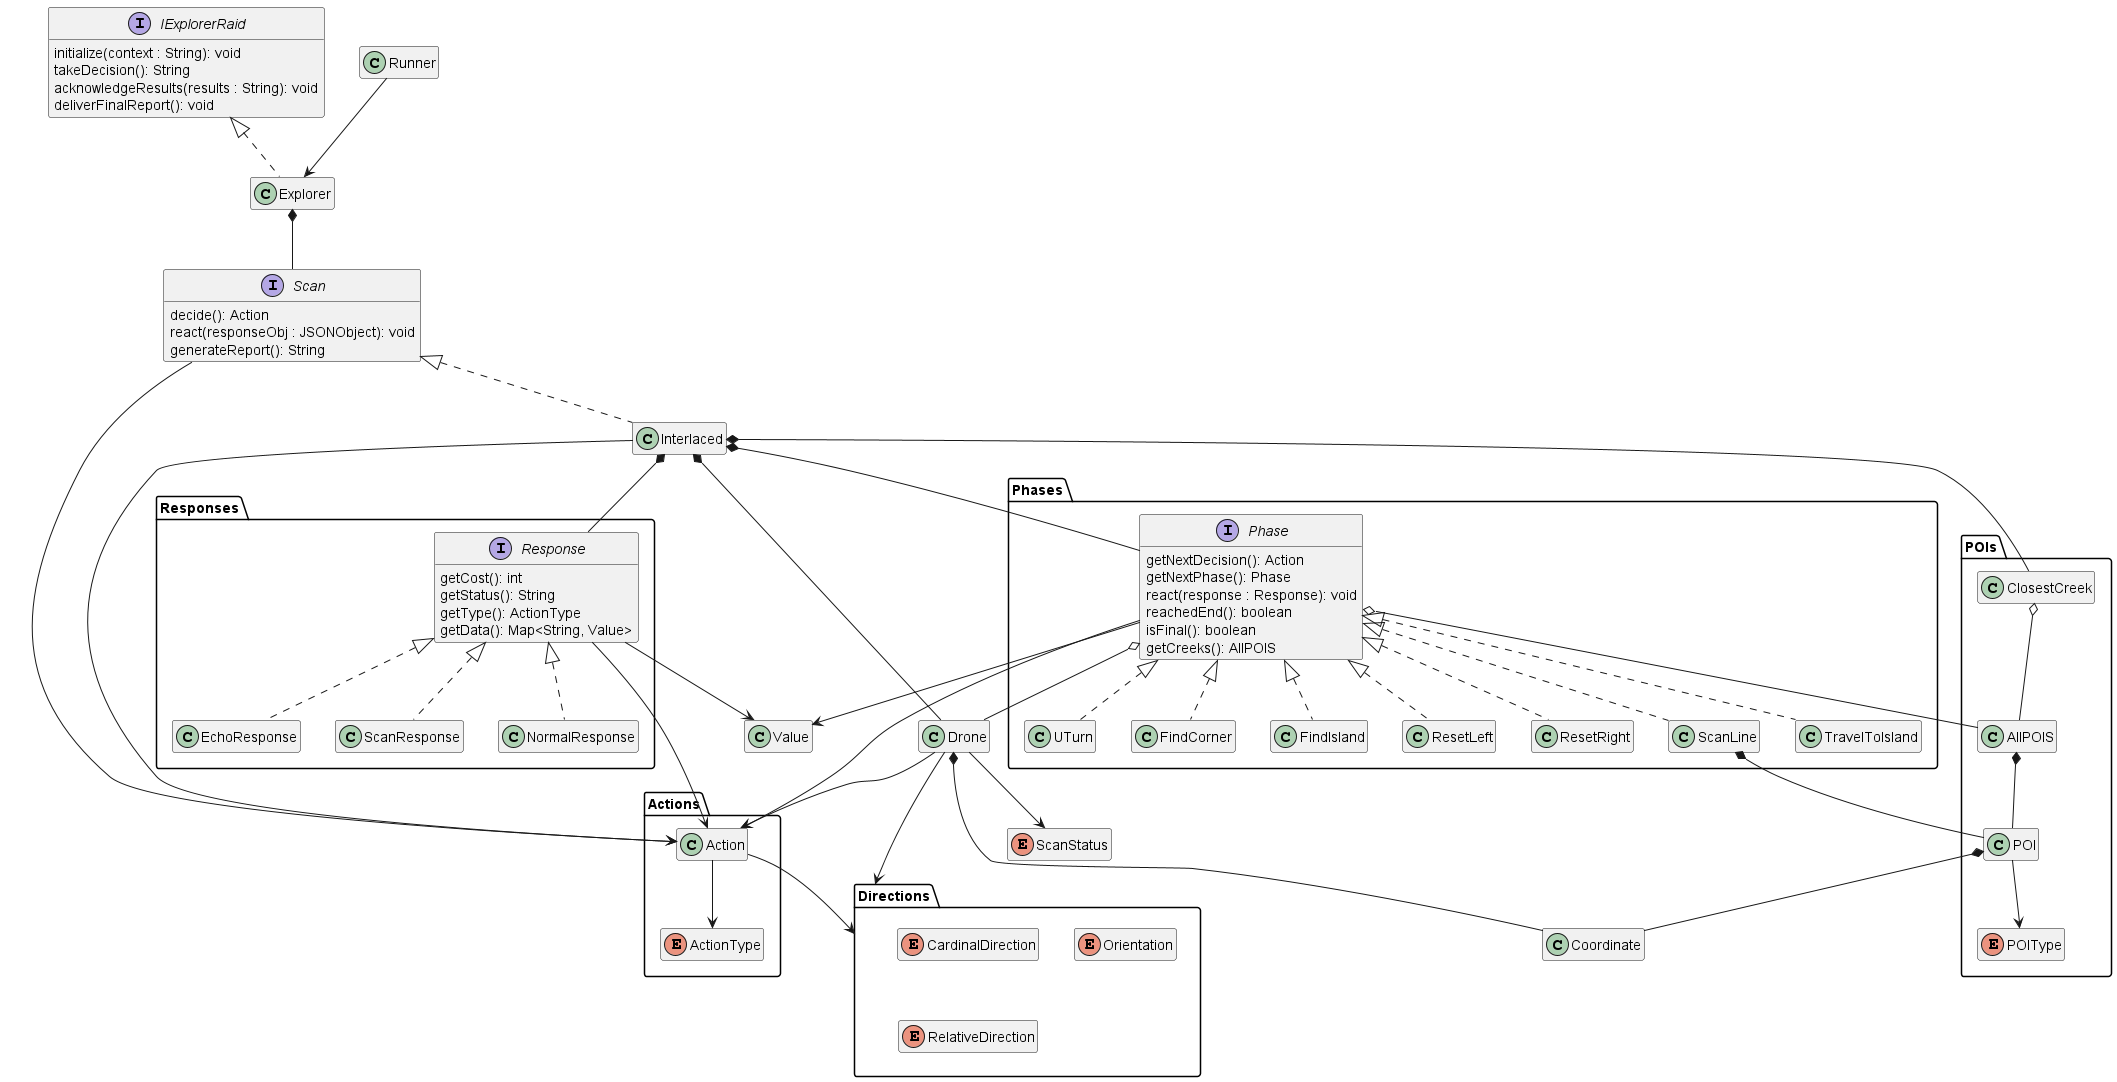 I IExplorerRaid
initialize(context : String): void
takeDecision(): String
acknowledgeResults(results : String): void
deliverFinalReport(): void
C Runner
C Explorer
I Scan
decide(): Action
react(responseObj : JSONObject): void
generateReport(): String
C Interlaced
Responses
I Response
getCost(): int
getStatus(): String
getType(): ActionType
getData(): Map<String, Value>
C EchoResponse
C ScanResponse
C NormalResponse
C Value
C Drone
Phases
I Phase
getNextDecision(): Action
getNextPhase(): Phase
react(response : Response): void
reachedEnd(): boolean
isFinal(): boolean
getCreeks(): AllPOIS
C UTurn
C FindCorner
C FindIsland
C ResetLeft
C ResetRight
C ScanLine
C TravelToIsland
POIs
C ClosestCreek
C AllPOIS
C POI
E POIType
Actions
C Action
E ActionType
E ScanStatus
Directions
E CardinalDirection
E Orientation
E RelativeDirection
C Coordinate